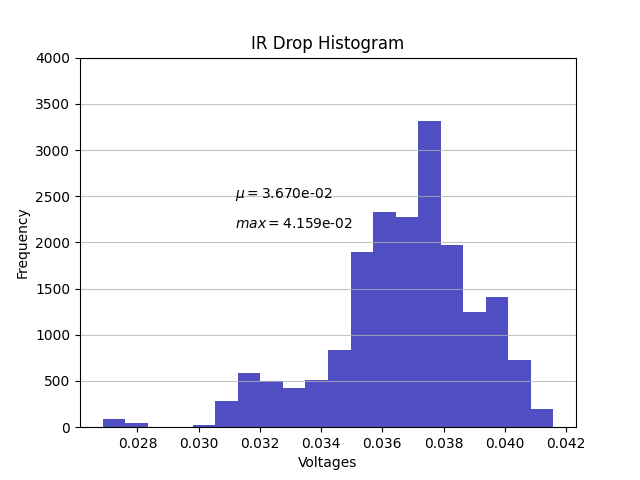 IR Drop Histogram
4000
3500
3000
2500
2000
1500
1000
500
0
Frequency
μ = 3.670e-02
max = 4.159e-02
0.028 0.030 0.032 0.034 0.036 0.038 0.040 0.042
Voltages